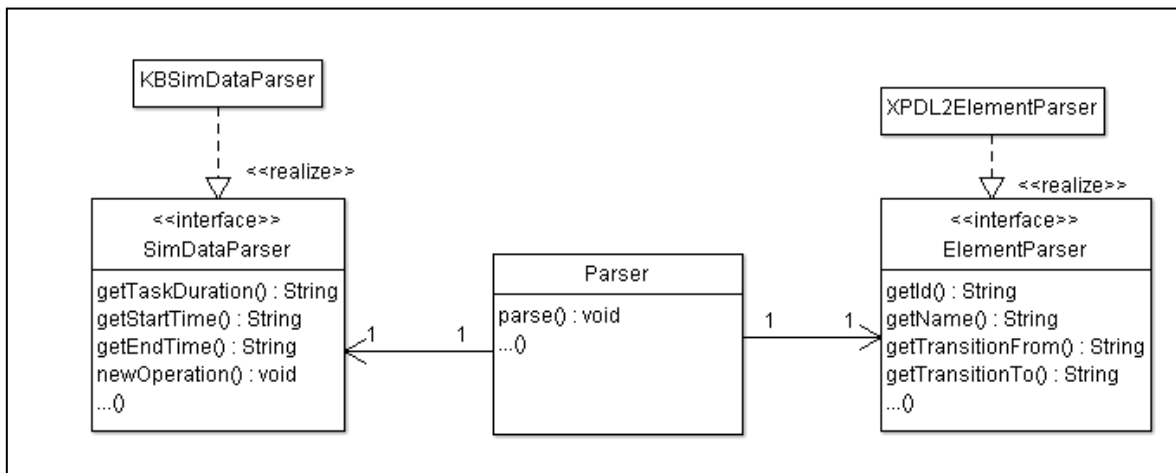 KBSimDataParser
<<realize>>
<<interface>>
SimDataParser
getTaskDuration() : String
getStartTime() : String
getEndTime() : String
newOperation() : void
...()
1
1
Parser
parse() : void
...()
1
1
XPDL2ElementParser
<<realize>>
<<interface>>
ElementParser
getId() : String
getName() : String
getTransitionFrom() : String
getTransitionTo() : String
...()